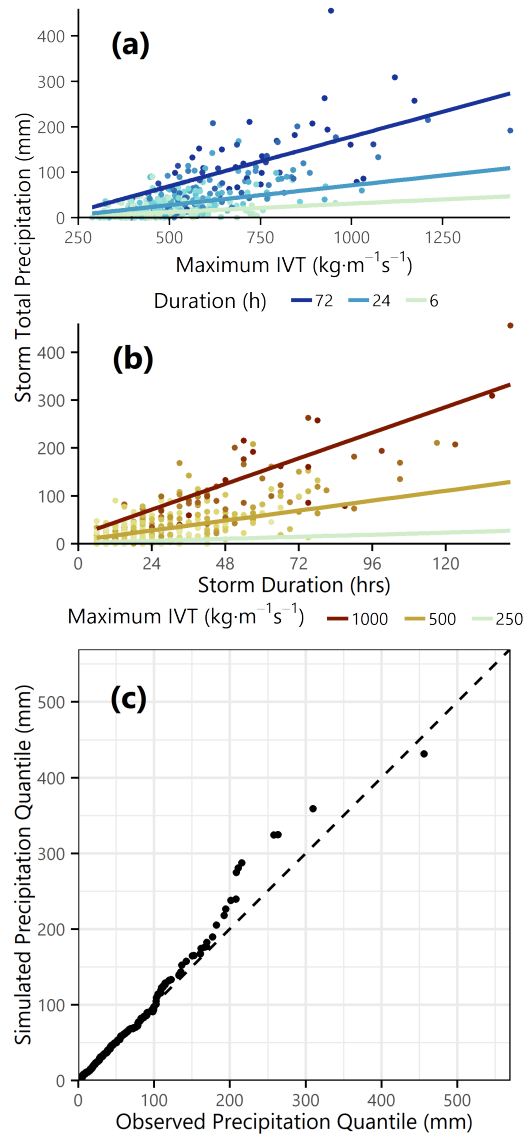 Storm Total Precipitation (mm)
(a)
400
300
200
100
0
250 500 750 1000 1250
Maximum IVT (kg·m⁻¹s⁻¹)
Duration (h) 72 24 6
(b)
400
300
200
100
0
0 24 48 72 96 120
Storm Duration (hrs)
Maximum IVT (kg·m⁻¹s⁻¹) 1000 500 250
(c)
Simulated Precipitation Quantile (mm)
500
400
300
200
100
0
0 100 200 300 400 500
Observed Precipitation Quantile (mm)